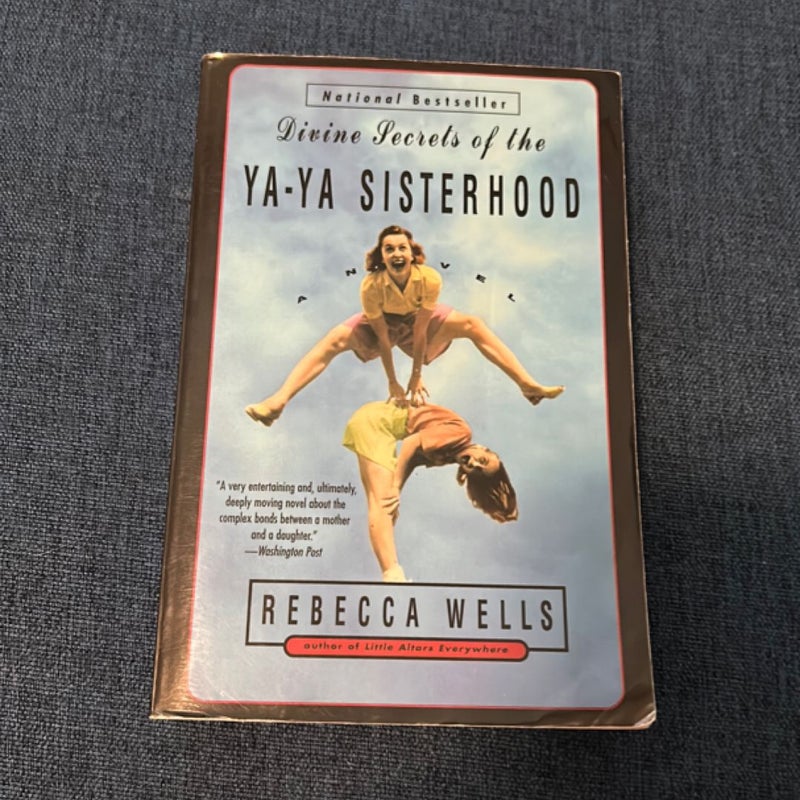 National Bestseller
Divine Secrets of the
YA-YA SISTERHOOD
A NOVEL
"A very entertaining and, ultimately,
deeply moving novel about the
complex bonds between a mother
and a daughter."
—Washington Post
REBECCA WELLS
author of Little Altars Everywhere